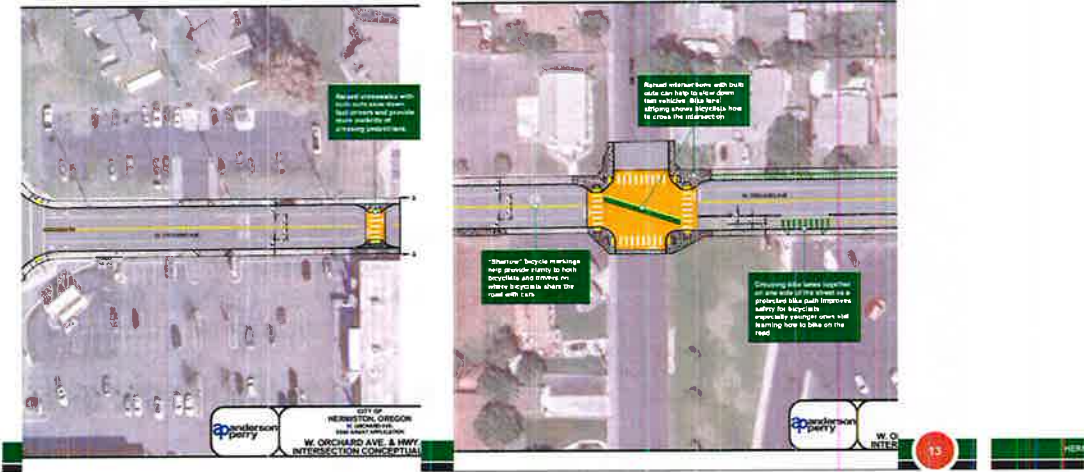 Raised crosswalks with
bulb outs slow down
fast drivers and provide
more visibility of
crossing pedestrians.
Raised intersections with bulb
outs can help to slow down
fast vehicles. Bike lane
striping shows bicyclists how
to cross the intersection
"Sharrow" bicycle markings
help provide clarity to both
bicyclists and drivers on
where bicyclists share the
road with cars
Grouping bike lanes together
on one side of the street as a
protected bike path improves
safety for bicyclists
especially younger ones still
learning how to bike on the
road
anderson
perry
CITY OF
HERMISTON, OREGON
W. ORCHARD AVE.
W. ORCHARD AVE. & HWY
INTERSECTION CONCEPTUAL
anderson
perry
W. O
INTER
13
HER